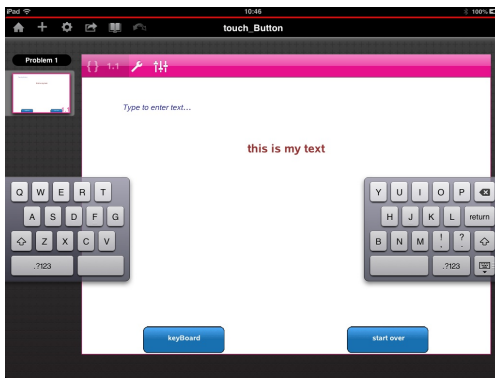 iPad 10:46 100%
touch_Button
Problem 1
{ } 1.1
Type to enter text...
this is my text
Q W E R T Y U I O P
A S D F G H J K L return
Z X C V B N M ! , ? .
.?123 .?123
keyBoard start over